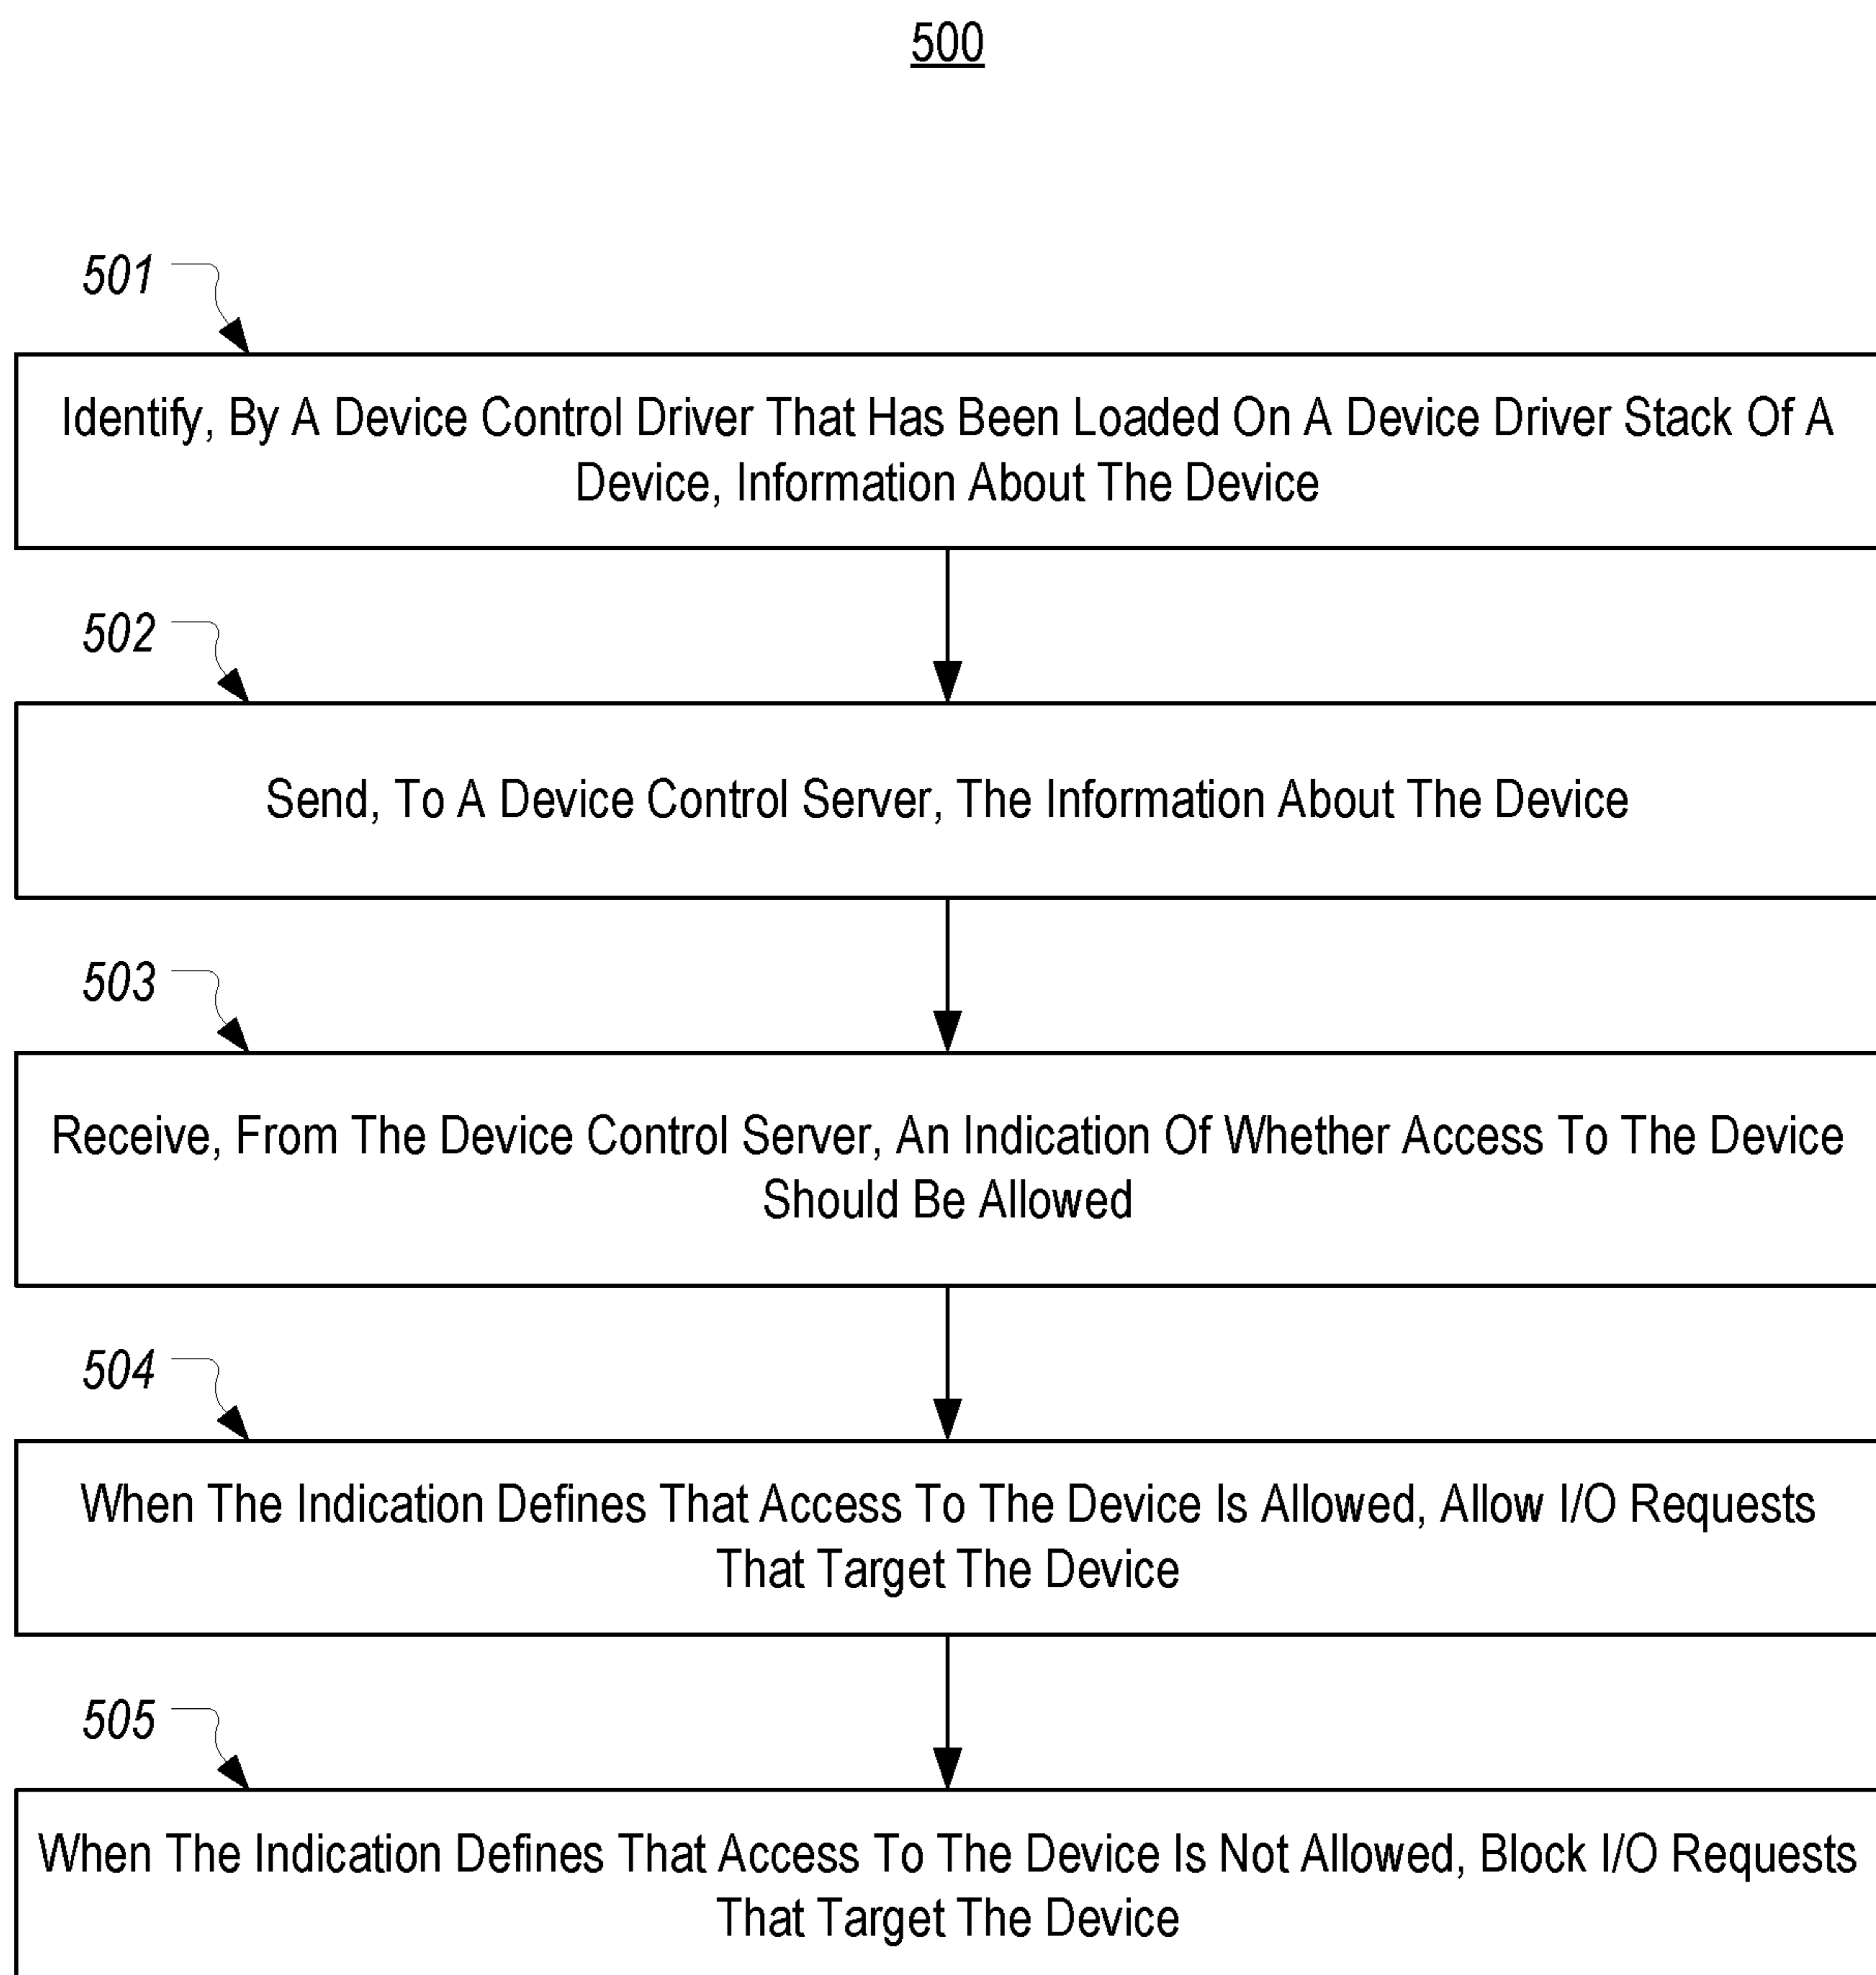 500
501
Identify, By A Device Control Driver That Has Been Loaded On A Device Driver Stack Of A
Device, Information About The Device
502
Send, To A Device Control Server, The Information About The Device
503
Receive, From The Device Control Server, An Indication Of Whether Access To The Device
Should Be Allowed
504
When The Indication Defines That Access To The Device Is Allowed, Allow I/O Requests
That Target The Device
505
When The Indication Defines That Access To The Device Is Not Allowed, Block I/O Requests
That Target The Device